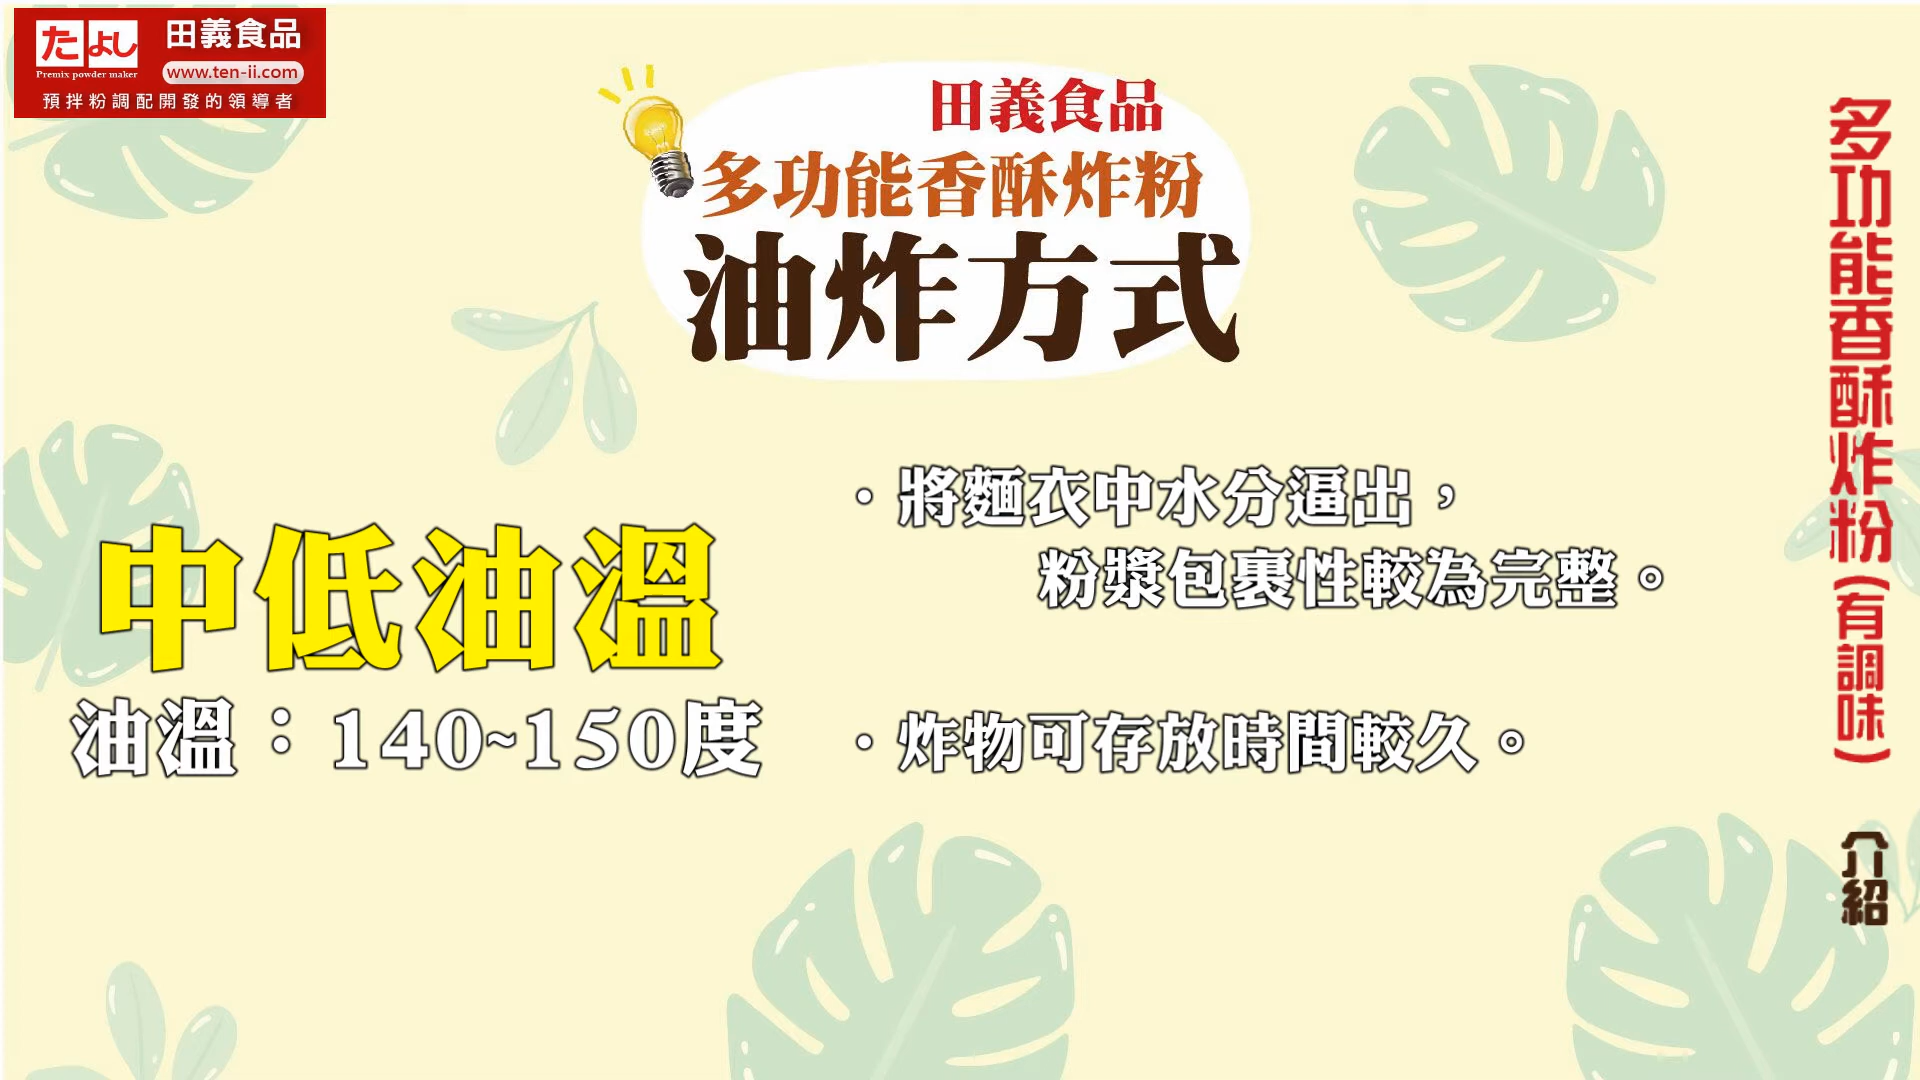 たよし
Premix powder maker
田義食品
www.ten-ii.com
預拌粉調配開發的領導者
田義食品
多功能香酥炸粉
油炸方式
中低油溫
油溫：140~150度
·將麵衣中水分逼出，
粉漿包裹性較為完整。
·炸物可存放時間較久。
多功能香酥炸粉(有調味) 介紹